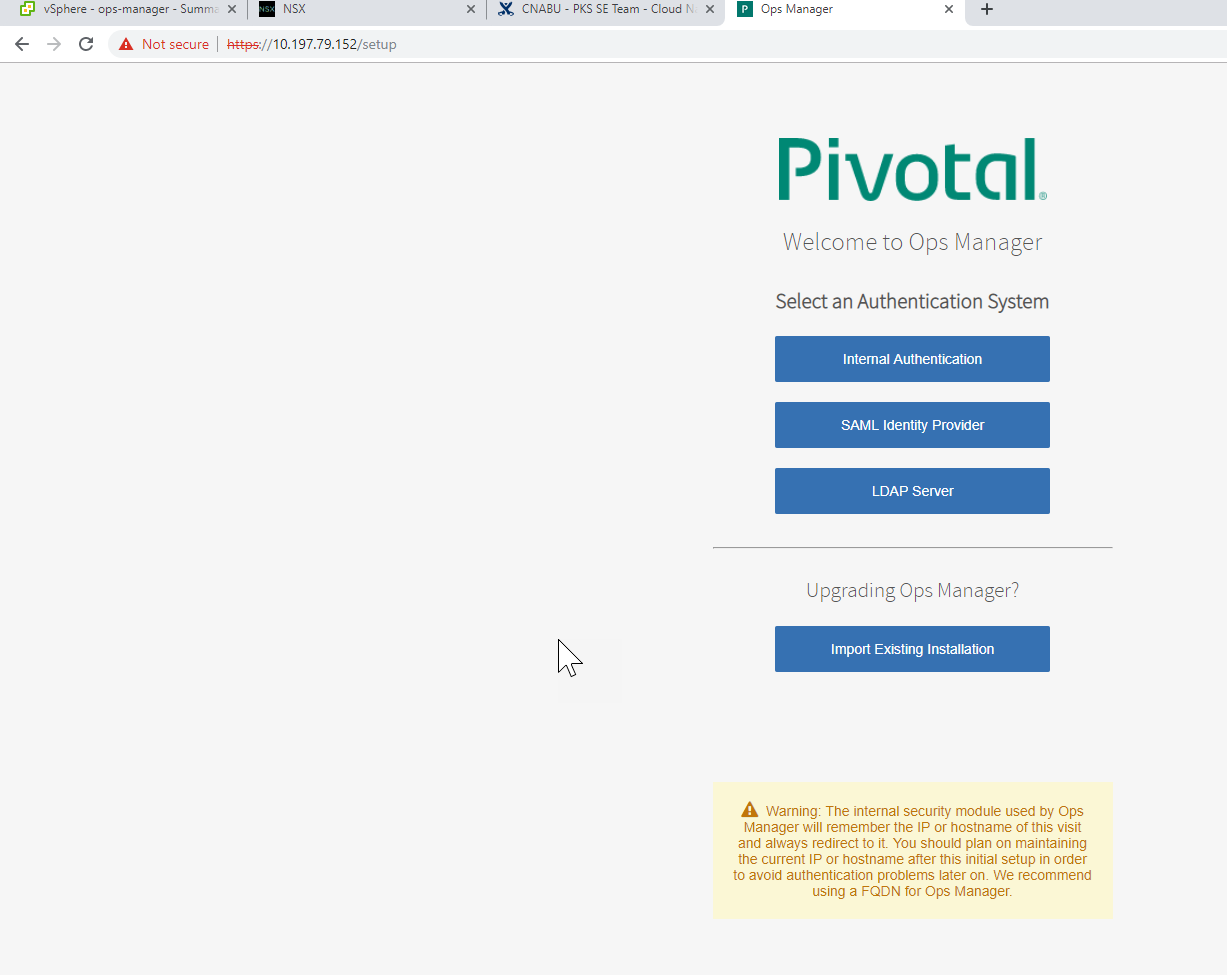 vSphere - ops-manager - Summa
NSX
NSX
CNABU - PKS SE Team - Cloud N
P
Ops Manager
Not secure
https://10.197.79.152/setup
Pivotal®
Welcome to Ops Manager
Select an Authentication System
Internal Authentication
SAML Identity Provider
LDAP Server
Upgrading Ops Manager?
Import Existing Installation
Warning: The internal security module used by Ops
Manager will remember the IP or hostname of this visit
and always redirect to it. You should plan on maintaining
the current IP or hostname after this initial setup in order
to avoid authentication problems later on. We recommend
using a FQDN for Ops Manager.